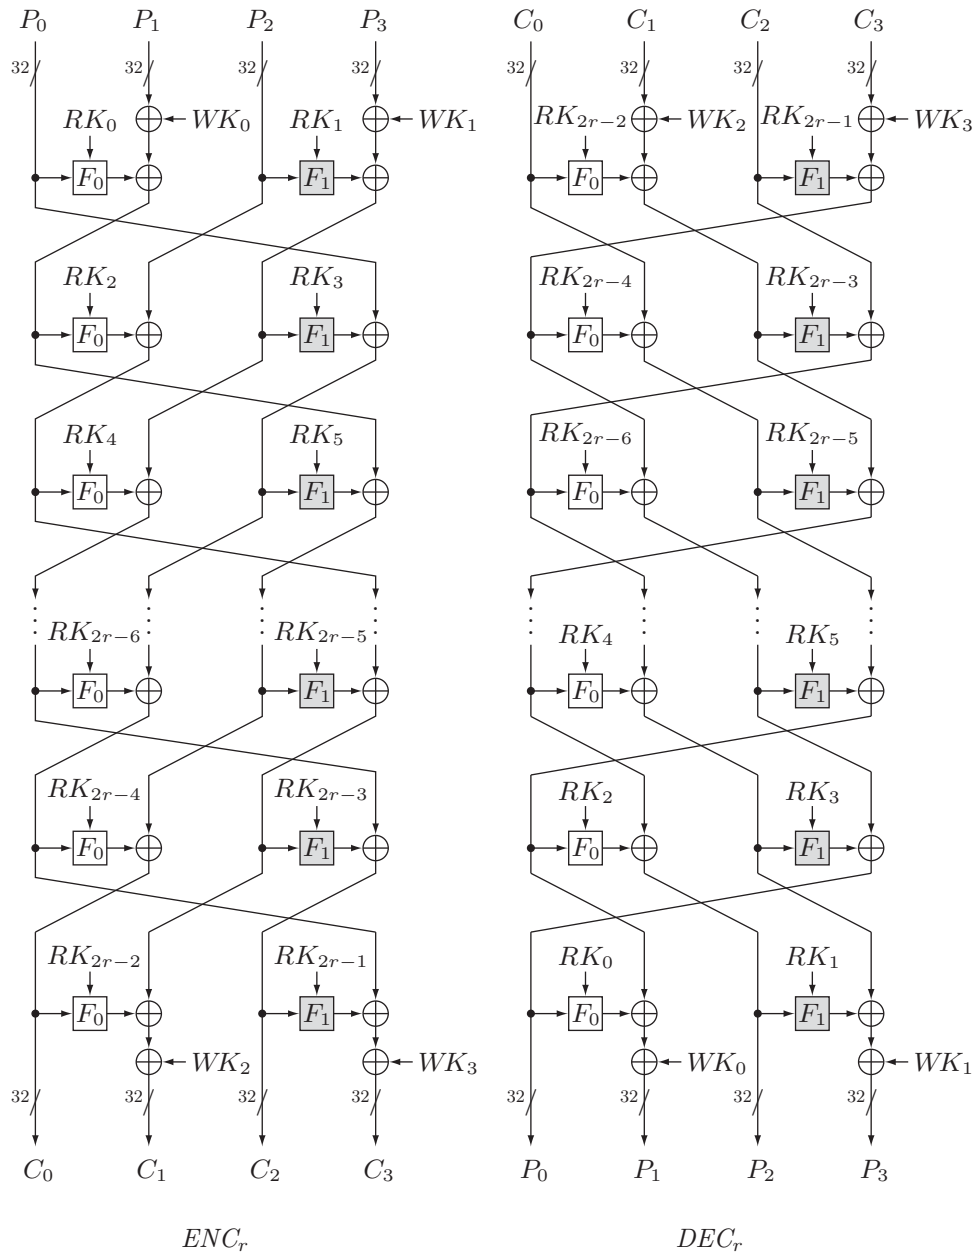 P₀ P₁ P₂ P₃ C₀ C₁ C₂ C₃
32 32 32 32 32 32 32 32
RK₀ WK₀ RK₁ WK₁ RK₂ᵣ₋₂ WK₂ RK₂ᵣ₋₁ WK₃
F₀ F₁ F₀ F₁
RK₂ RK₃ RK₂ᵣ₋₄ RK₂ᵣ₋₃
F₀ F₁ F₀ F₁
RK₄ RK₅ RK₂ᵣ₋₆ RK₂ᵣ₋₅
F₀ F₁ F₀ F₁
RK₂ᵣ₋₆ RK₂ᵣ₋₅ RK₄ RK₅
F₀ F₁ F₀ F₁
RK₂ᵣ₋₄ RK₂ᵣ₋₃ RK₂ RK₃
F₀ F₁ F₀ F₁
RK₂ᵣ₋₂ RK₂ᵣ₋₁ RK₀ RK₁
F₀ F₁ F₀ F₁
WK₂ WK₃ WK₀ WK₁
32 32 32 32 32 32 32 32
C₀ C₁ C₂ C₃ P₀ P₁ P₂ P�3
ENCᵣ DECᵣ